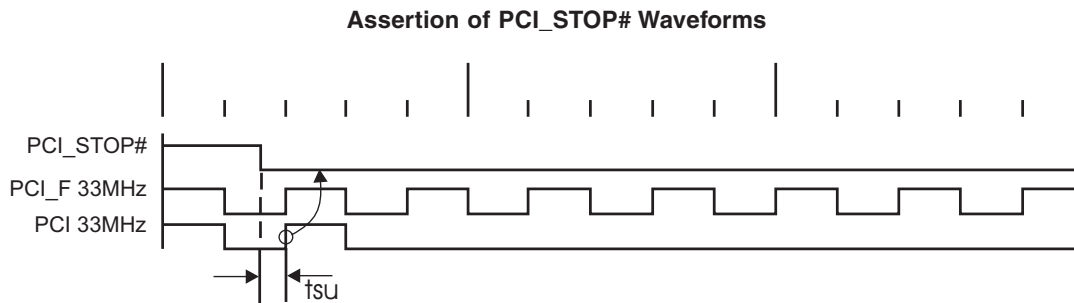 Assertion of PCI_STOP# Waveforms
PCI_STOP#
PCI_F 33MHz
PCI 33MHz
tsu